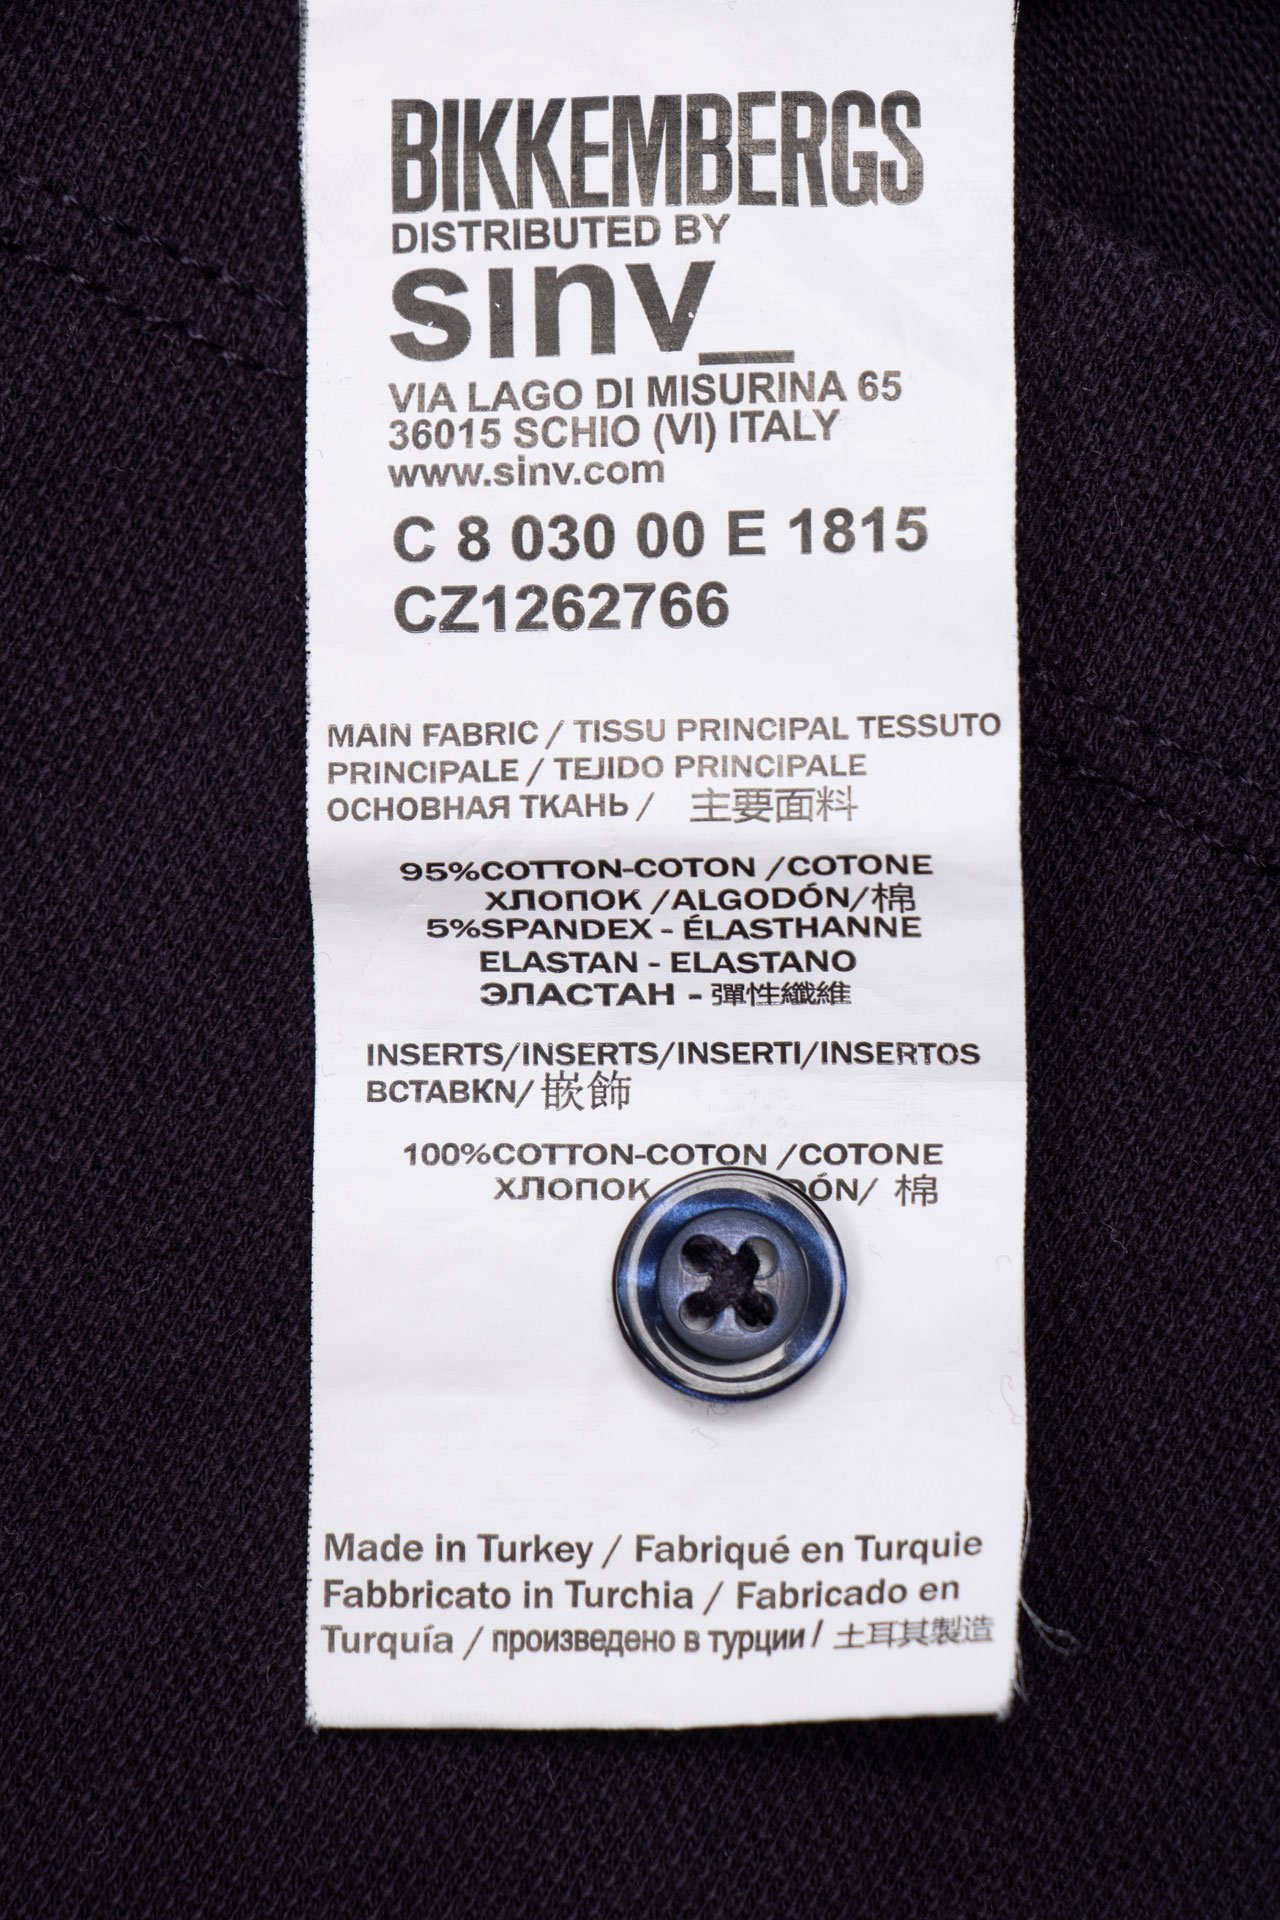 BIKKEMBERGS
DISTRIBUTED BY
sınv_
VIA LAGO DI MISURINA 65
36015 SCHIO (VI) ITALY
www.sinv.com
C 8 030 00 E 1815
CZ1262766
MAIN FABRIC / TISSU PRINCIPAL TESSUTO
PRINCIPALE / TEJIDO PRINCIPALE
ОСНОВНАЯ ТКАНЬ / 主要面料
95%COTTON-COTON /COTONE
ХЛОПОК /ALGODÓN/棉
5%SPANDEX - ÉLASTHANNE
ELASTAN - ELASTANO
ЭЛАСТАН - 彈性纖維
INSERTS/INSERTS/INSERTI/INSERTOS
ВСТАВКN/ 嵌飾
100%COTTON-COTON /COTONE
ХЛОПОК ÓN/ 棉
Made in Turkey / Fabriqué en Turquie
Fabbricato in Turchia / Fabricado en
Turquía / произведено в турции / 土耳其製造